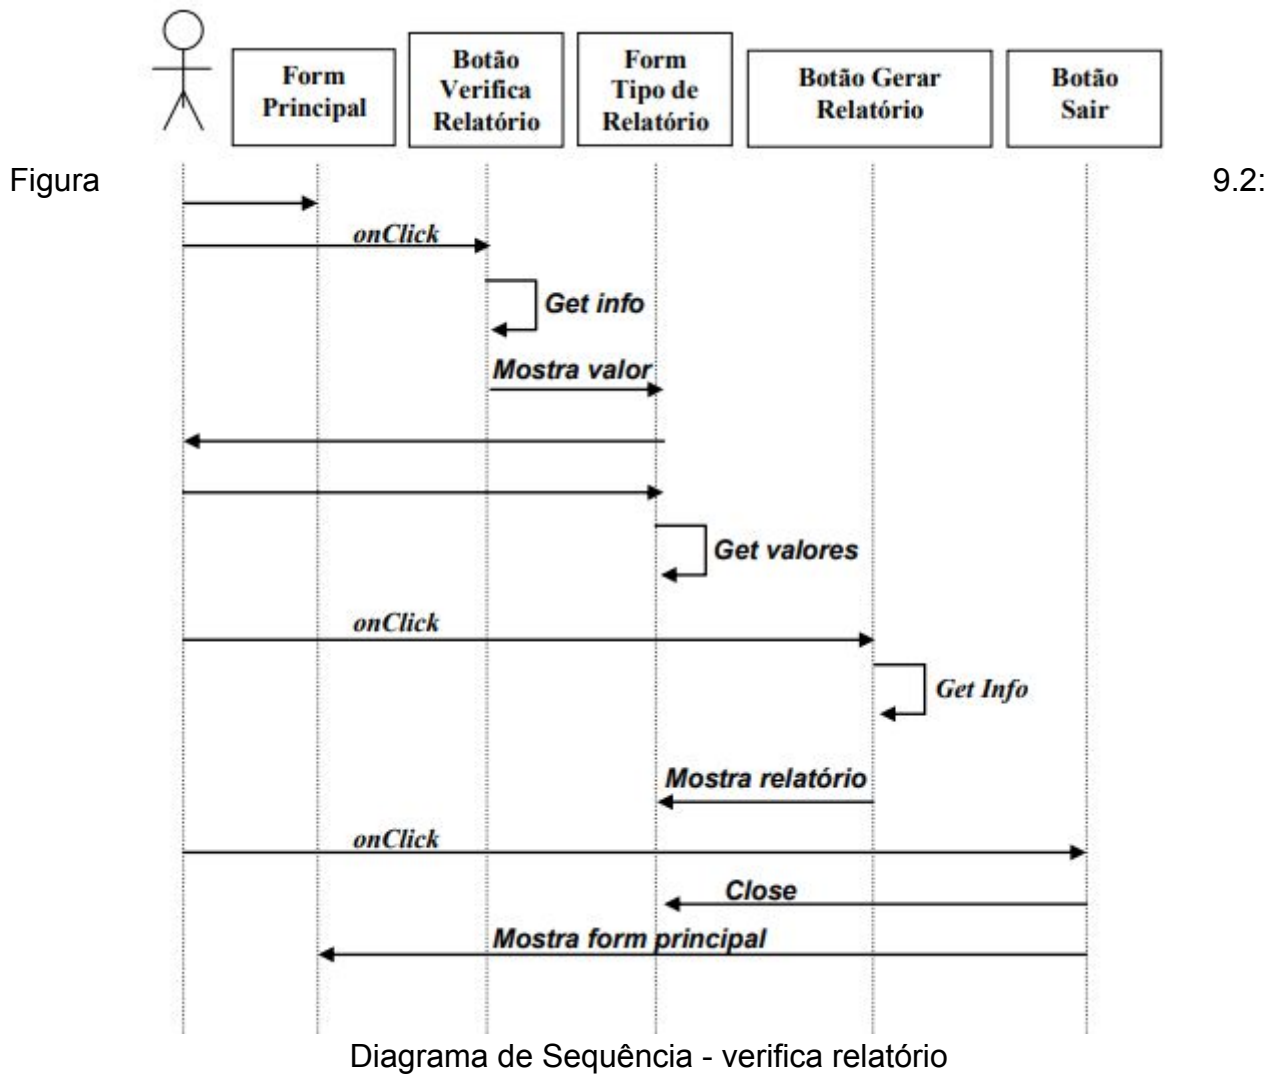 Form
Principal
Botão
Verifica
Relatório
Form
Tipo de
Relatório
Botão Gerar
Relatório
Botão
Sair
Figura 9.2:
onClick
Get info
Mostra valor
Get valores
onClick
Get Info
Mostra relatório
onClick
Close
Mostra form principal
Diagrama de Sequência - verifica relatório